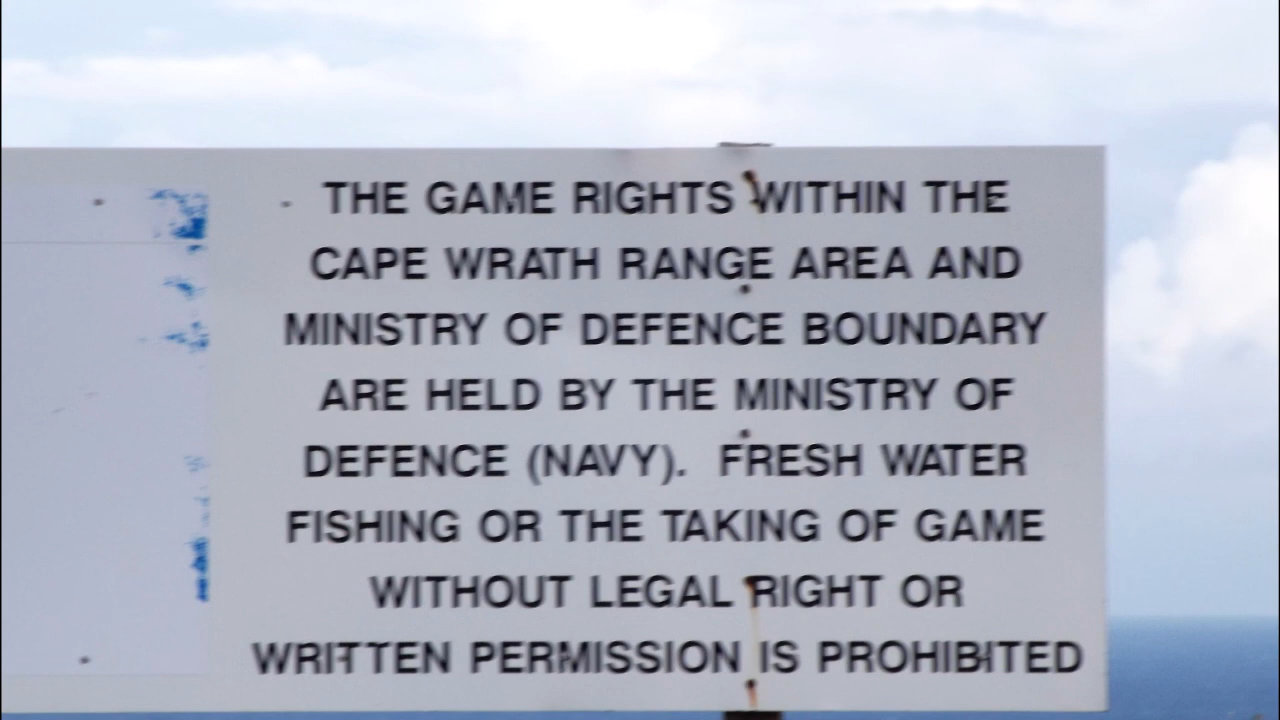 THE GAME RIGHTS WITHIN THE
CAPE WRATH RANGE AREA AND
MINISTRY OF DEFENCE BOUNDARY
ARE HELD BY THE MINISTRY OF
DEFENCE (NAVY). FRESH WATER
FISHING OR THE TAKING OF GAME
WITHOUT LEGAL RIGHT OR
WRITTEN PERMISSION IS PROHIBITED